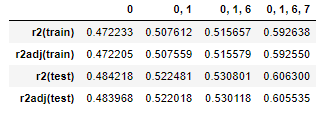 0 0, 1 0, 1, 6 0, 1, 6, 7
r2(train) 0.472233 0.507612 0.515657 0.592638
r2adj(train) 0.472205 0.507559 0.515579 0.592550
r2(test) 0.484218 0.522481 0.530801 0.606300
r2adj(test) 0.483968 0.522018 0.530118 0.605535